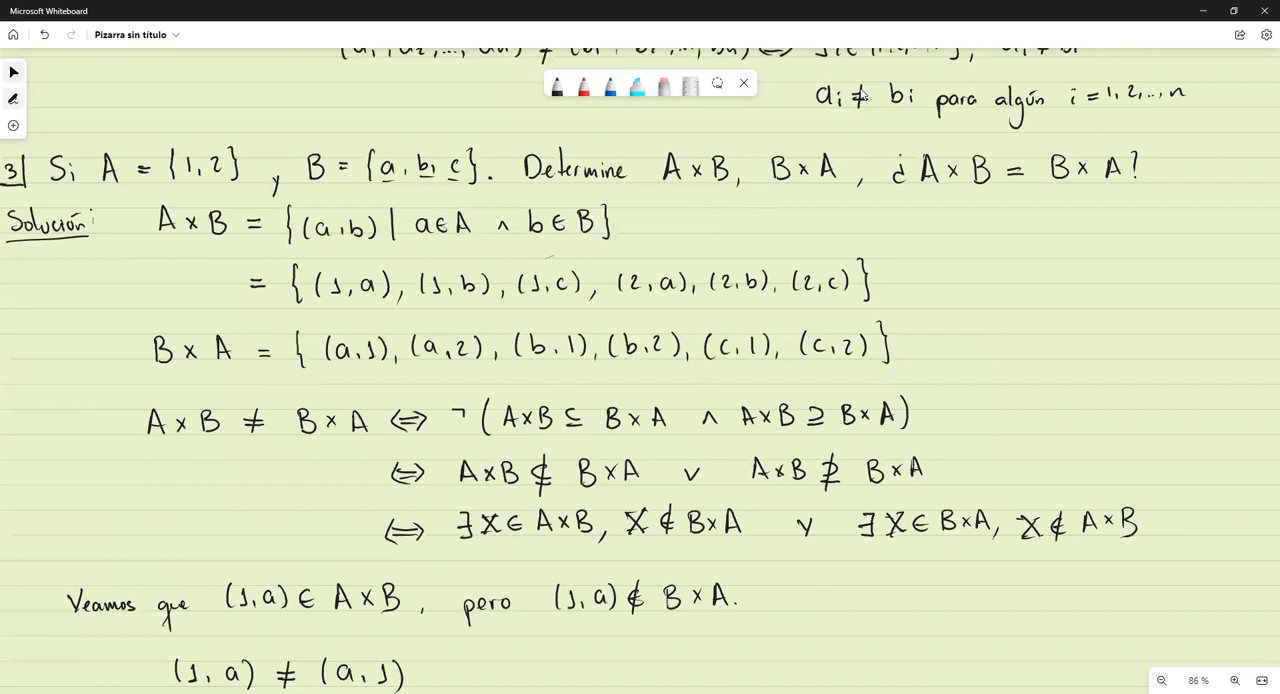 Microsoft Whiteboard
Pizarra sin título
aᵢ ≠ bᵢ para algún i = 1, 2, .., n
3| Si A = {1, 2} y B = {a, b, c}. Determine A × B, B × A, ¿A × B = B × A?
Solución: A × B = {(a, b) | a ∈ A ∧ b ∈ B}
= {(1, a), (1, b), (1, c), (2, a), (2, b), (2, c)}
B × A = {(a, 1), (a, 2), (b, 1), (b, 2), (c, 1), (c, 2)}
A × B ≠ B × A ⟺ ¬(A × B ⊆ B × A ∧ A × B ⊇ B × A)
⟺ A × B ⊈ B × A ∨ A × B ⊉ B × A
⟺ ∃ X ∈ A × B, X ∉ B × A y ∃ X ∈ B × A, X ∉ A × B
Veamos que (1, a) ∈ A × B, pero (1, a) ∉ B × A.
(1, a) ≠ (a, 1)
86 %